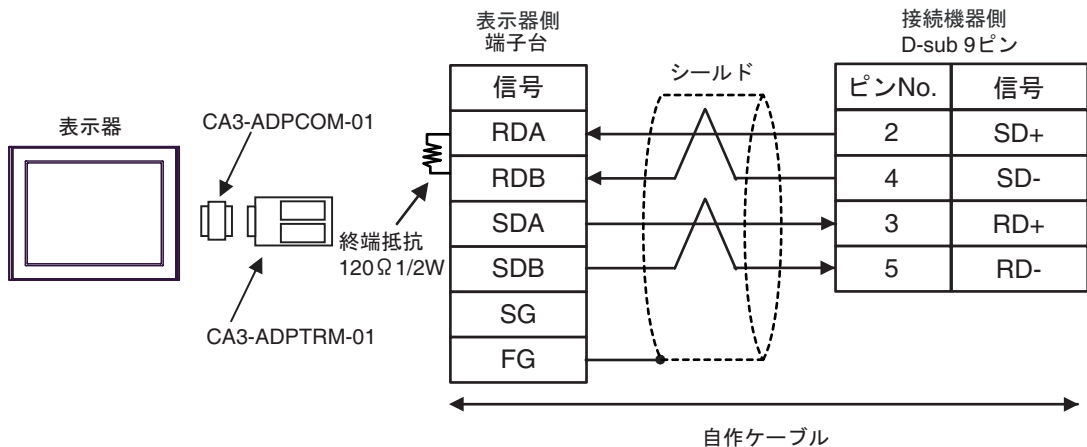 表示器
CA3-ADPCOM-01
CA3-ADPTRM-01
終端抵抗
120Ω 1/2W
表示器側
端子台
信号
RDA
RDB
SDA
SDB
SG
FG
シールド
接続機器側
D-sub 9ピン
ピンNo. 信号
2 SD+
4 SD-
3 RD+
5 RD-
自作ケーブル